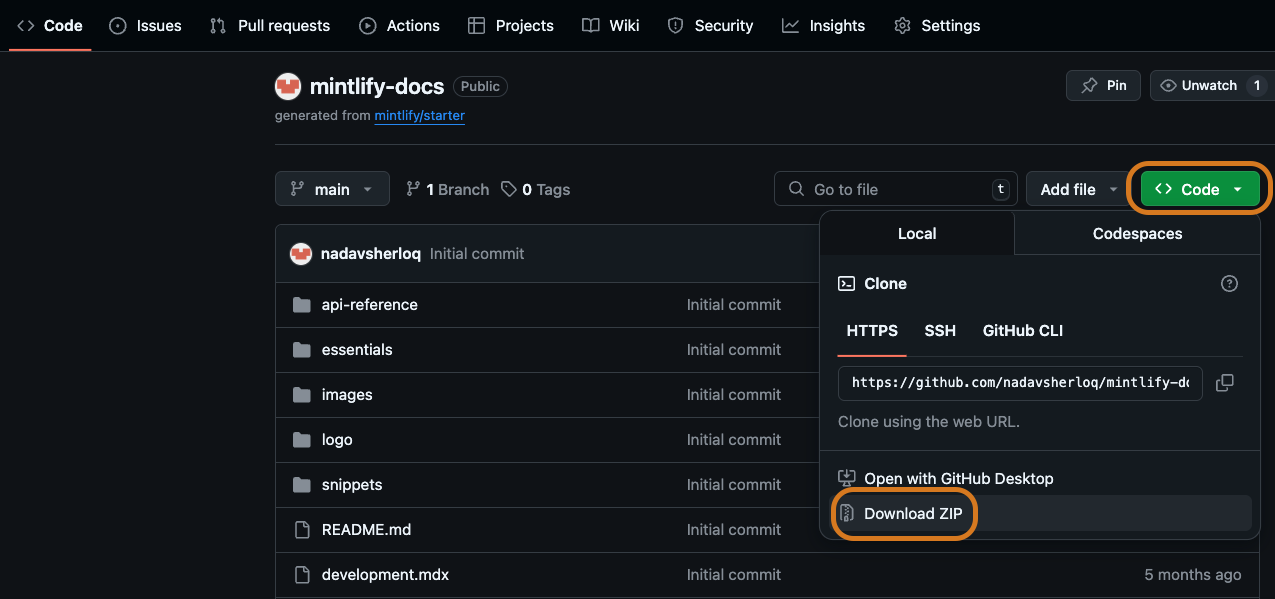 Code Issues Pull requests Actions Projects Wiki Security Insights Settings
mintlify-docs Public Pin Unwatch 1
generated from mintlify/starter
main 1 Branch 0 Tags Go to file t Add file Code
Local Codespaces
nadavsherloq Initial commit
Clone
api-reference Initial commit
HTTPS SSH GitHub CLI
essentials Initial commit
https://github.com/nadavsherloq/mintlify-do
images Initial commit
Clone using the web URL.
logo Initial commit
Open with GitHub Desktop
snippets Initial commit
Download ZIP
README.md Initial commit
development.mdx Initial commit 5 months ago